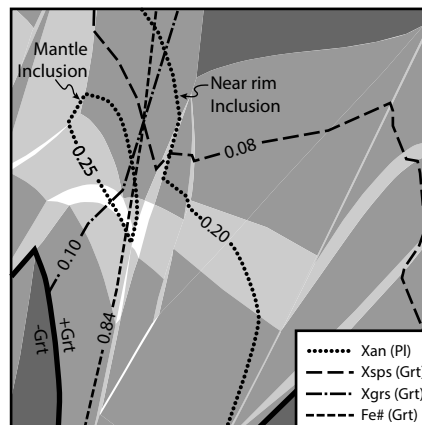 Mantle
Inclusion
Near rim
Inclusion
0.25
0.08
0.20
0.10
0.84
-Grt
+Grt
Xan (Pl)
Xsps (Grt)
Xgrs (Grt)
Fe# (Grt)